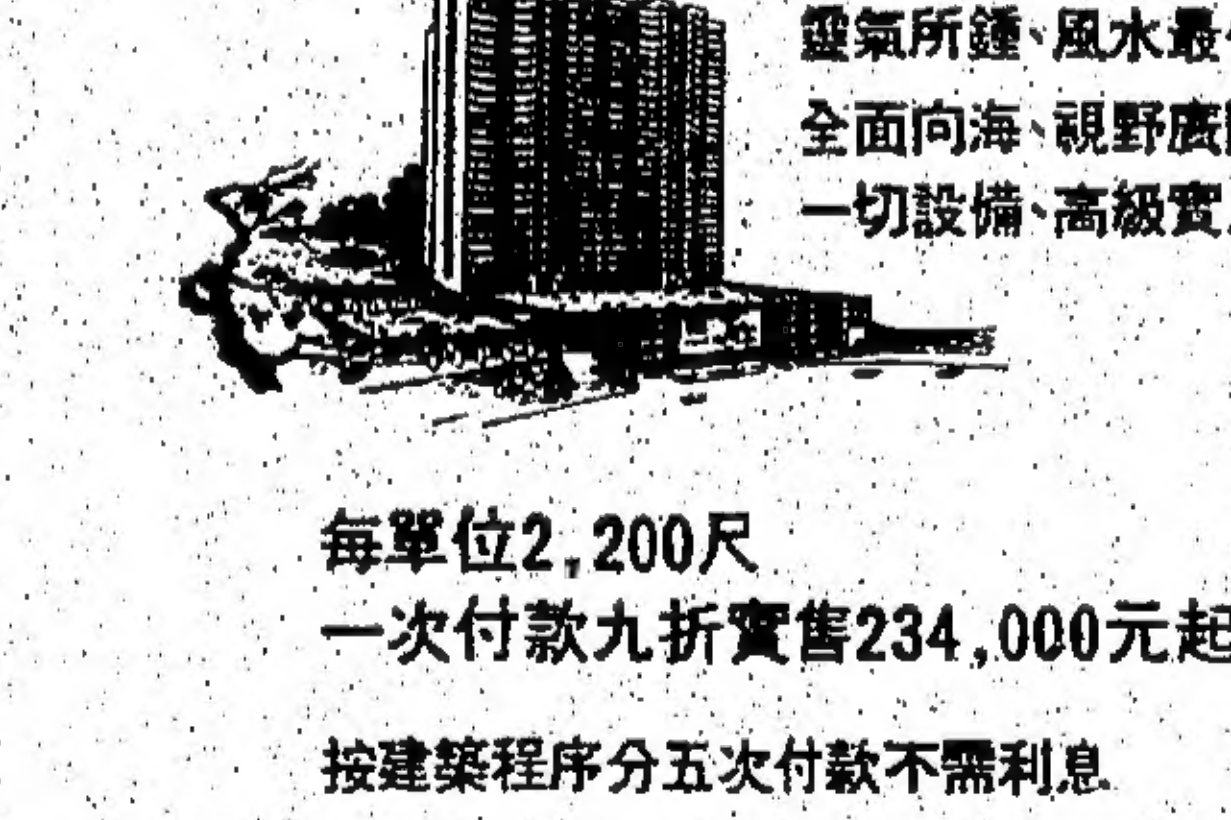 靈氣所鍾、風水最
全面向海、視野廣
一切設備、高級實
每單位2,200尺
一次付款九折實售234,000元起
按建築程序分五次付款不需利息